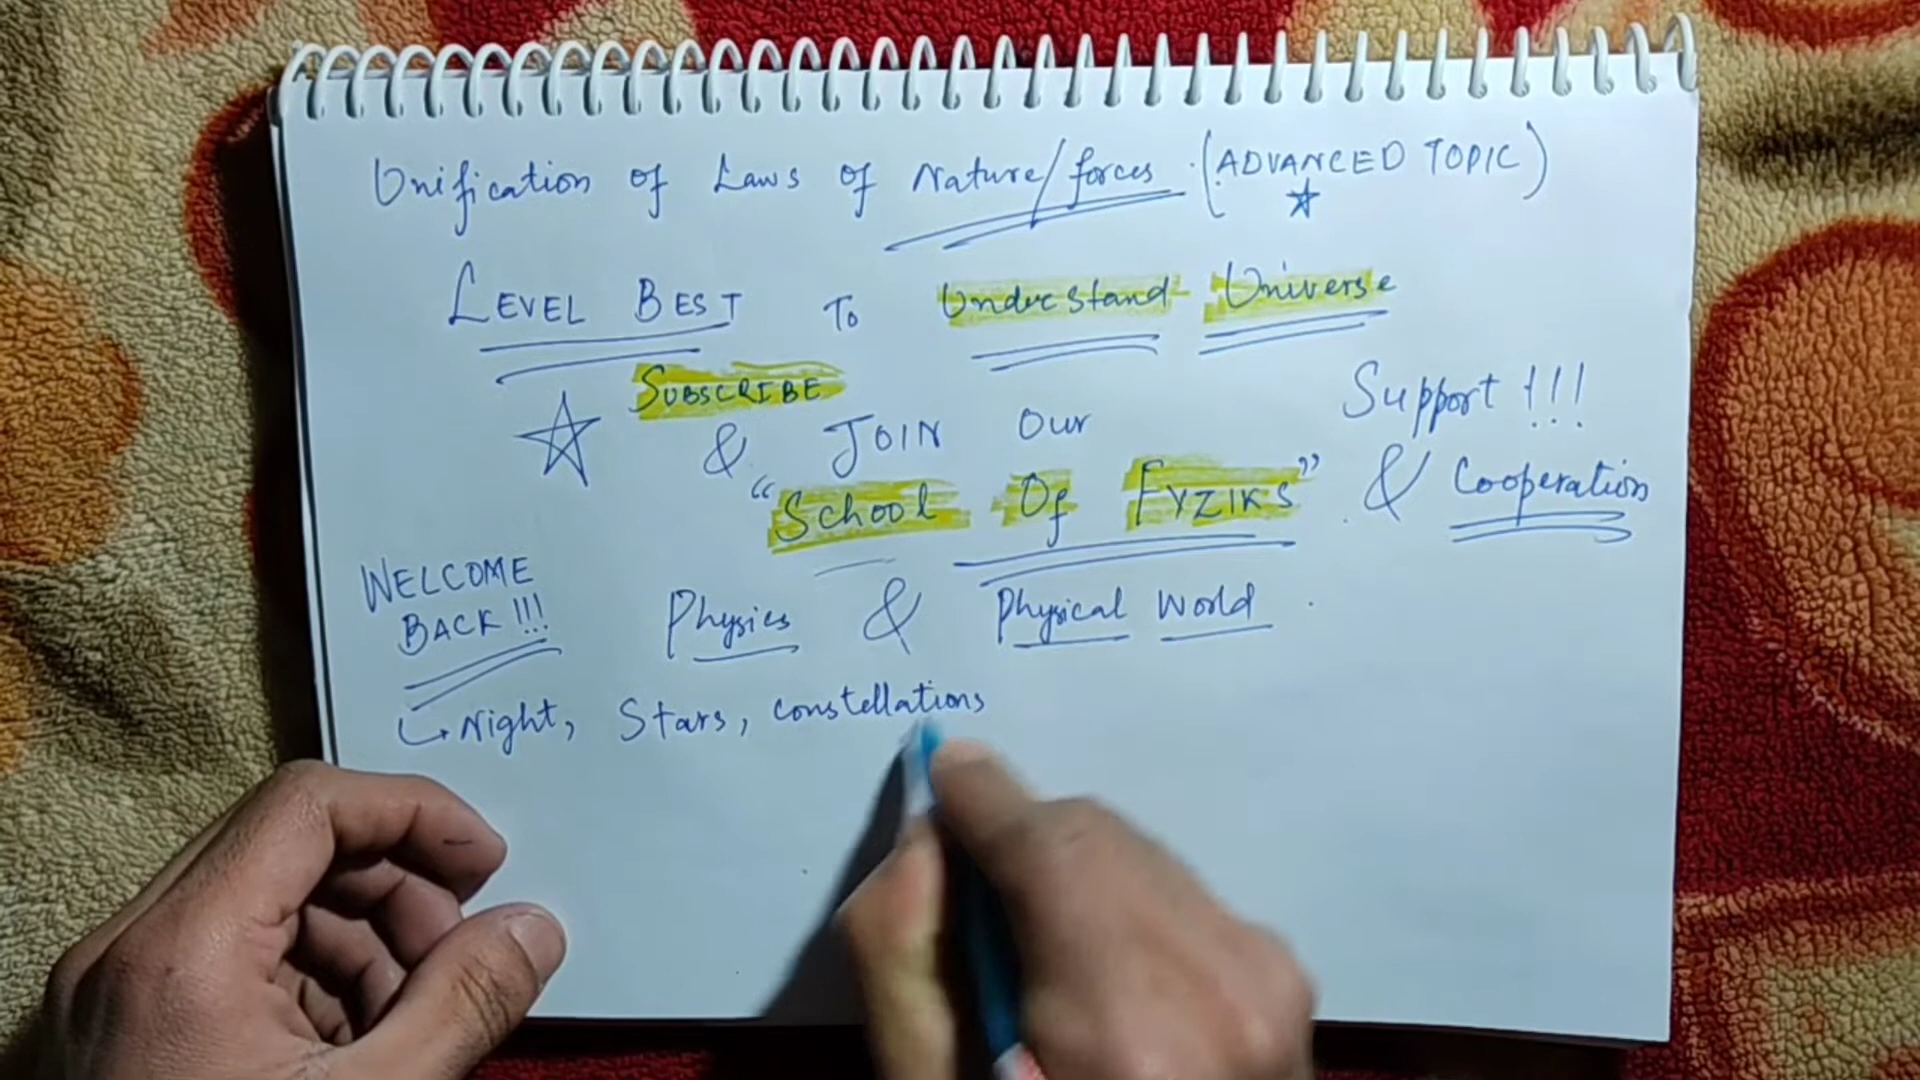 Unification of Laws of Nature/forces. (ADVANCED TOPIC)
LEVEL BEST To Understand Universe
SUBSCRIBE
& JOIN Our
Support !!!
"School Of FYZIKS"
& Cooperation
WELCOME
BACK !!!
Physics & Physical World.
Night, Stars, constellations